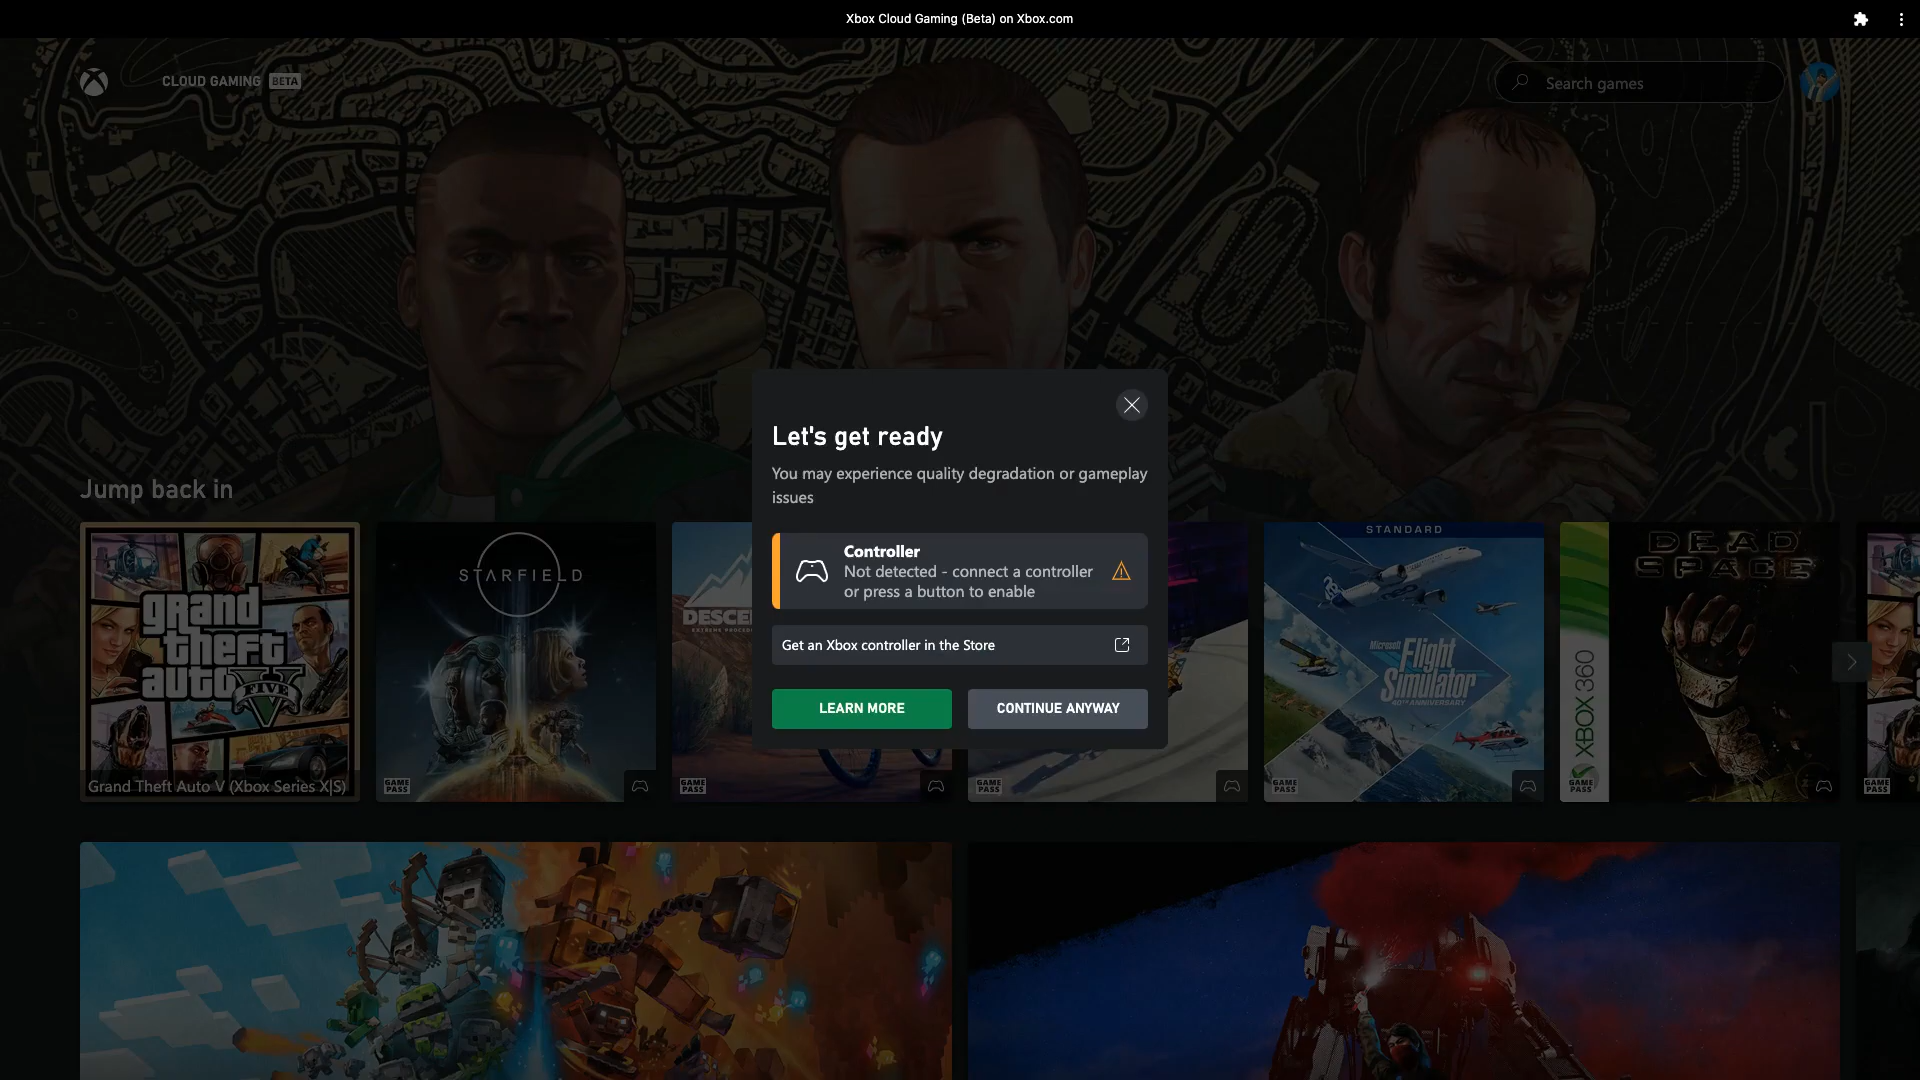 Xbox Cloud Gaming (Beta) on Xbox.com
CLOUD GAMING BETA
Search games
Let's get ready
You may experience quality degradation or gameplay
issues
Controller
Not detected - connect a controller
or press a button to enable
Get an Xbox controller in the Store
LEARN MORE
CONTINUE ANYWAY
Jump back in
grand
theft
auto
FIVE
Grand Theft Auto V (Xbox Series X|S)
STARFIELD
GAME
PASS
DESCE
GAME
PASS
GAME
PASS
STANDARD
Microsoft
Flight
Simulator
40TH ANNIVERSARY
GAME
PASS
XBOX 360
DEAD
SPACE
GAME
PASS
GAME
PASS